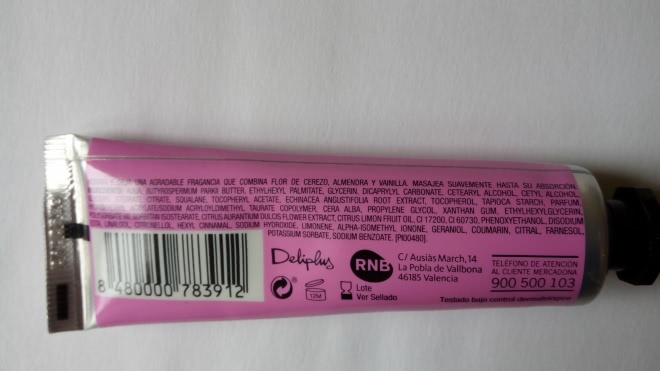 DEJA UNA AGRADABLE FRAGANCIA QUE COMBINA FLOR DE CEREZO, ALMENDRA Y VAINILLA. MASAJEA SUAVEMENTE HASTA SU ABSORCIÓN.
AQUA, BUTYROSPERMUM PARKII BUTTER, ETHYLHEXYL PALMITATE, GLYCERIN, DICAPRYLYL CARBONATE, CETEARYL ALCOHOL, CETYL ALCOHOL,
CITRATE, SQUALANE, TOCOPHERYL ACETATE, ECHINACEA ANGUSTIFOLIA ROOT EXTRACT, TOCOPHEROL, TAPIOCA STARCH, PARFUM,
ACRYLOYLDIMETHYL TAURATE COPOLYMER, CERA ALBA, PROPYLENE GLYCOL, XANTHAN GUM, ETHYLHEXYLGLYCERIN,
ISOSTEARATE, CITRUS AURANTIUM DULCIS FLOWER EXTRACT, CITRUS LIMON FRUIT OIL, CI 17200, CI 60730, PHENOXYETHANOL, DISODIUM
LINALOOL, CITRONELLOL, HEXYL CINNAMAL, SODIUM HYDROXIDE, LIMONENE, ALPHA-ISOMETHYL IONONE, GERANIOL, COUMARIN, CITRAL, FARNESOL,
POTASSIUM SORBATE, SODIUM BENZOATE. [PI00480].
8 480000 783912
Deliplus
12M
Lote
Ver Sellado
RNB
C/ Ausiàs March, 14
La Pobla de Vallbona
46185 Valencia
TELÉFONO DE ATENCIÓN
AL CLIENTE MERCADONA
900 500 103
Testado bajo control dermatológico